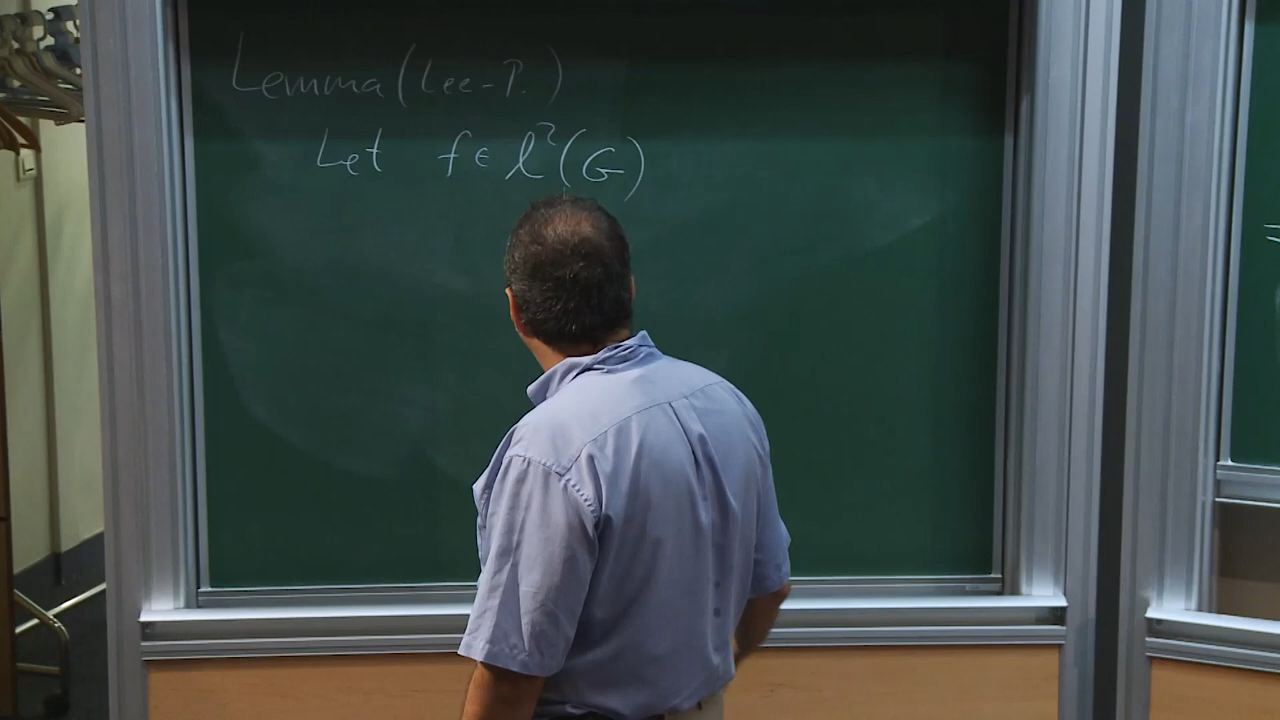 Lemma (Lee-P.)
Let f ∈ l²(G)